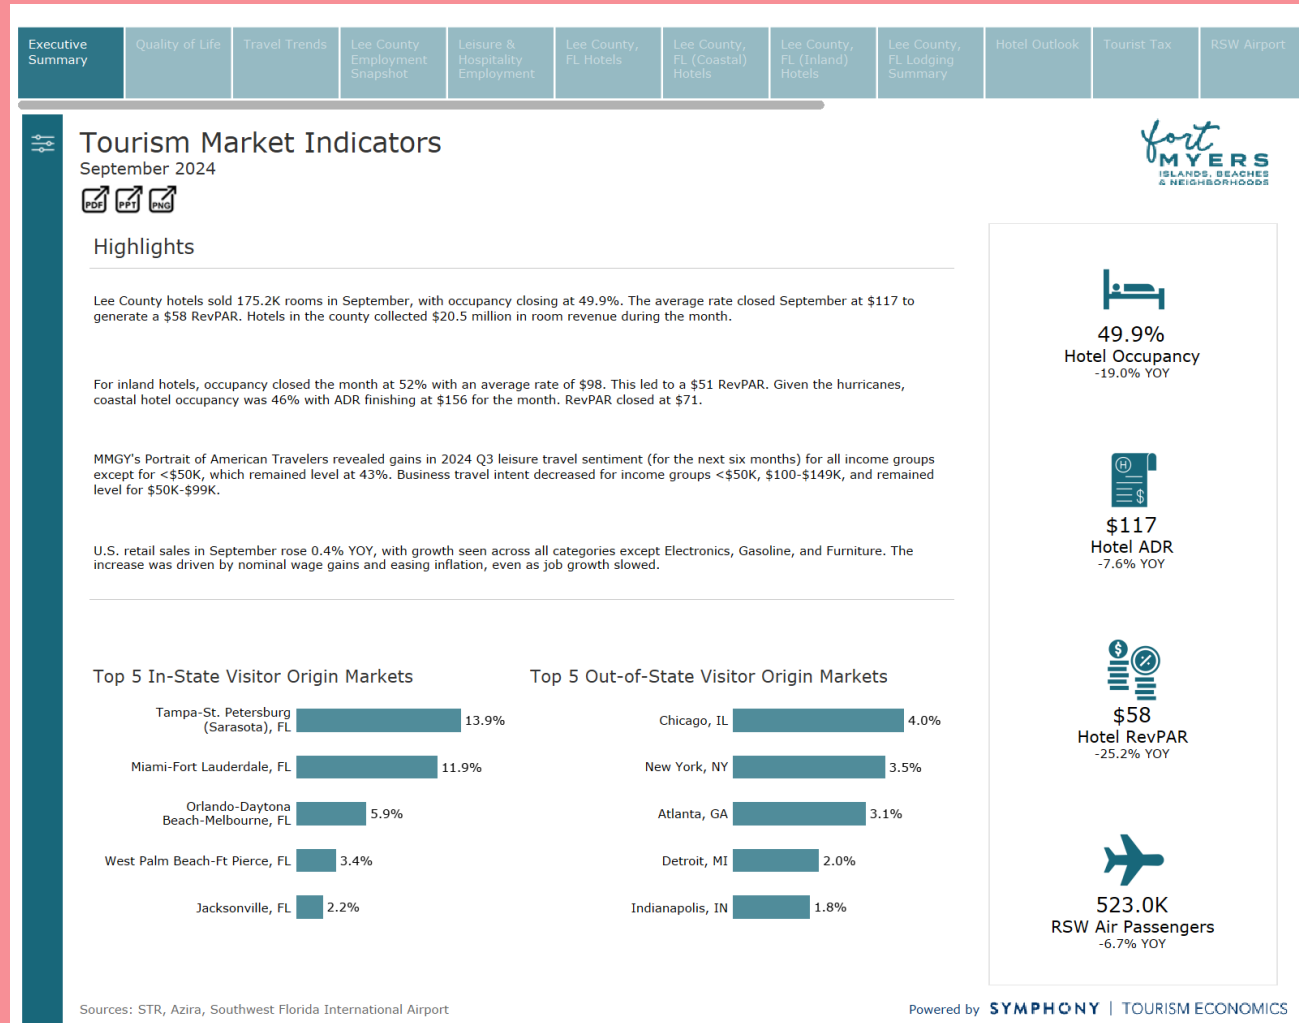 Executive
Summary
Quality of Life
Travel Trends
Lee County
Employment
Snapshot
Leisure &
Hospitality
Employment
Lee County,
FL Hotels
Lee County,
FL (Coastal)
Hotels
Lee County,
FL (Inland)
Hotels
Lee County,
FL Lodging
Summary
Hotel Outlook
Tourist Tax
RSW Airport
Tourism Market Indicators
September 2024
PDF
PPT
PNG
fort
MYERS
ISLANDS, BEACHES
& NEIGHBORHOODS
Highlights
Lee County hotels sold 175.2K rooms in September, with occupancy closing at 49.9%. The average rate closed September at $117 to
generate a $58 RevPAR. Hotels in the county collected $20.5 million in room revenue during the month.
For inland hotels, occupancy closed the month at 52% with an average rate of $98. This led to a $51 RevPAR. Given the hurricanes,
coastal hotel occupancy was 46% with ADR finishing at $156 for the month. RevPAR closed at $71.
MMGY's Portrait of American Travelers revealed gains in 2024 Q3 leisure travel sentiment (for the next six months) for all income groups
except for <$50K, which remained level at 43%. Business travel intent decreased for income groups <$50K, $100-$149K, and remained
level for $50K-$99K.
U.S. retail sales in September rose 0.4% YOY, with growth seen across all categories except Electronics, Gasoline, and Furniture. The
increase was driven by nominal wage gains and easing inflation, even as job growth slowed.
Top 5 In-State Visitor Origin Markets
Tampa-St. Petersburg
(Sarasota), FL
13.9%
Miami-Fort Lauderdale, FL
11.9%
Orlando-Daytona
Beach-Melbourne, FL
5.9%
West Palm Beach-Ft Pierce, FL
3.4%
Jacksonville, FL
2.2%
Top 5 Out-of-State Visitor Origin Markets
Chicago, IL
4.0%
New York, NY
3.5%
Atlanta, GA
3.1%
Detroit, MI
2.0%
Indianapolis, IN
1.8%
49.9%
Hotel Occupancy
-19.0% YOY
H
$
$117
Hotel ADR
-7.6% YOY
$
%
$58
Hotel RevPAR
-25.2% YOY
523.0K
RSW Air Passengers
-6.7% YOY
Sources: STR, Azira, Southwest Florida International Airport
Powered by SYMPHONY | TOURISM ECONOMICS